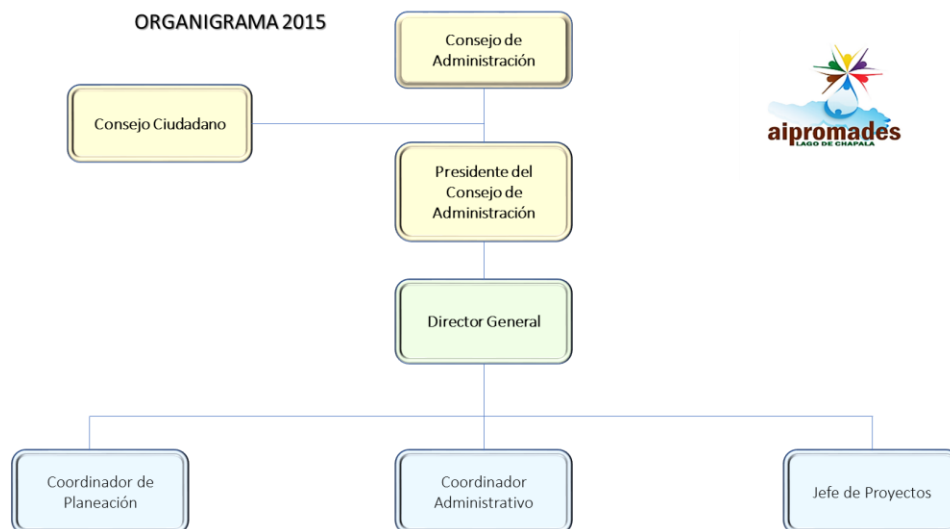 ORGANIGRAMA 2015
Consejo de
Administración
Consejo Ciudadano
Presidente del
Consejo de
Administración
Director General
Coordinador de
Planeación
Coordinador
Administrativo
Jefe de Proyectos
aipromades
LAGO DE CHAPALA